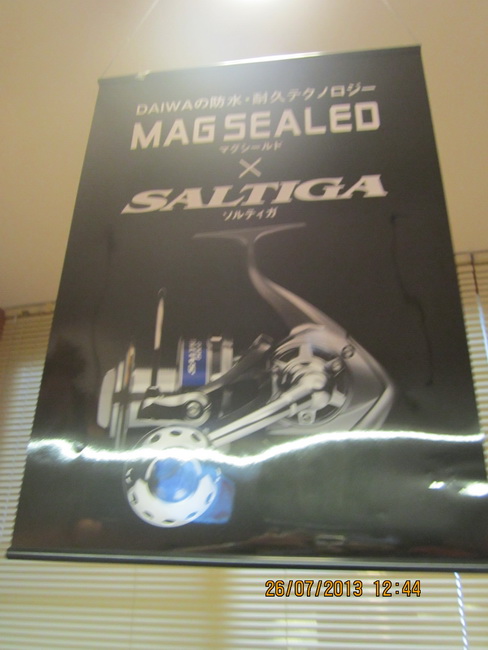 DAIWAの防水・耐久テクノロジー
MAG SEALED
マグシールド
×
SALTIGA
ソルティガ
26/07/2013 12:44